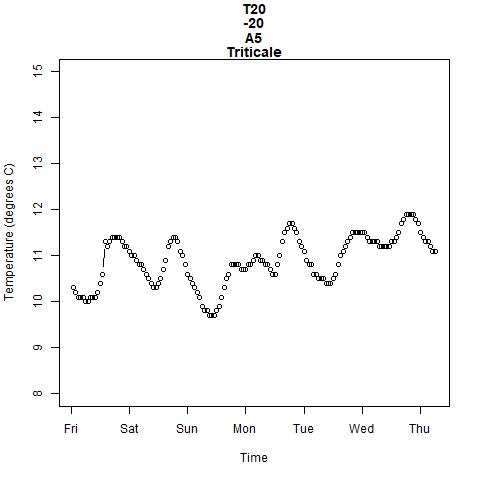 T20
-20
A5
Triticale
15
14
13
12
11
10
9
8
Temperature (degrees C)
Fri Sat Sun Mon Tue Wed Thu
Time